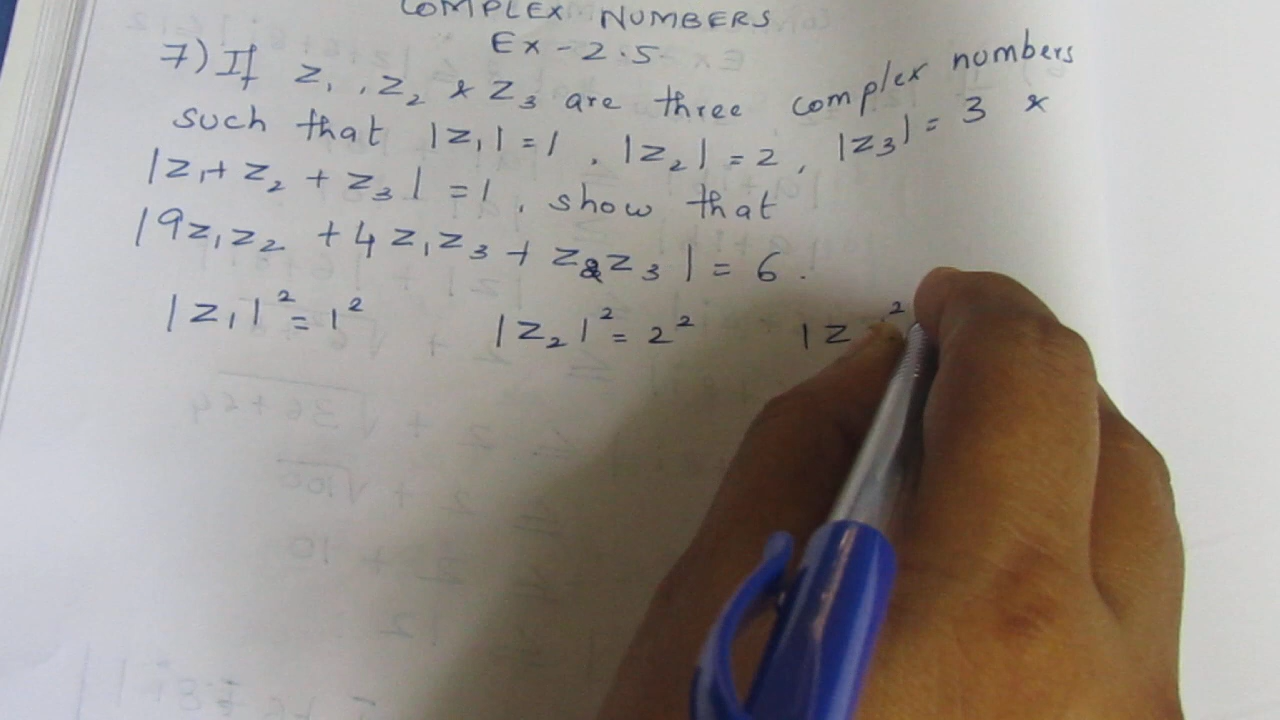 COMPLEX NUMBERS
Ex - 2.5
7) If z₁, z₂ & z₃ are three complex numbers
such that |z₁| = 1, |z₂| = 2, |z₃| = 3 &
|z₁ + z₂ + z₃| = 1, show that
|9z₁z₂ + 4z₁z₃ + z₂z₃| = 6.
|z₁|² = 1² |z₂|² = 2² |z ²